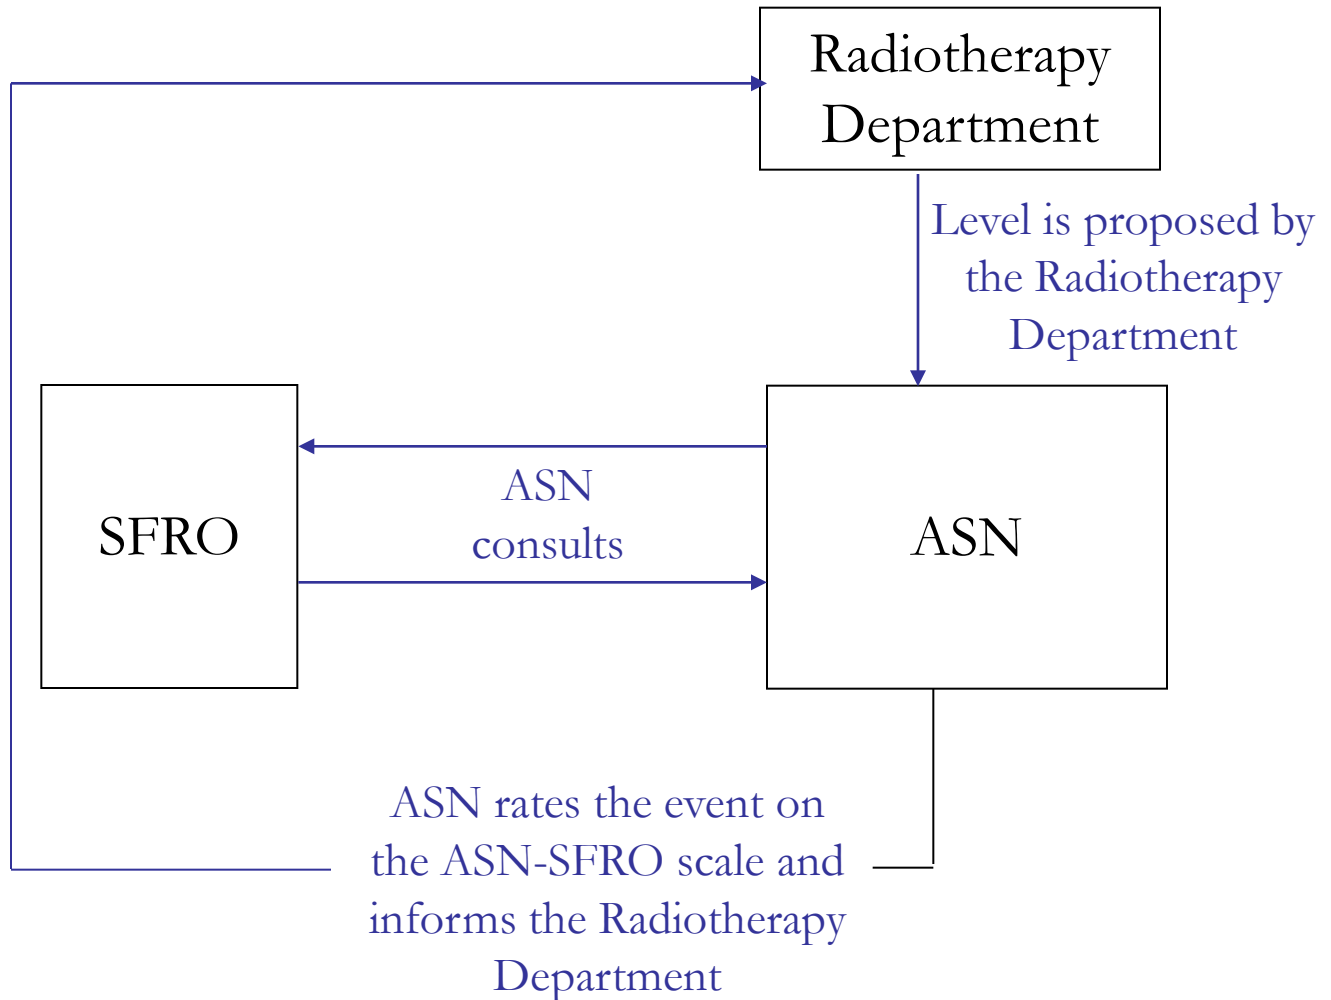 Radiotherapy
Department
Level is proposed by
the Radiotherapy
Department
SFRO
ASN
consults
ASN
ASN rates the event on
the ASN-SFRO scale and
informs the Radiotherapy
Department